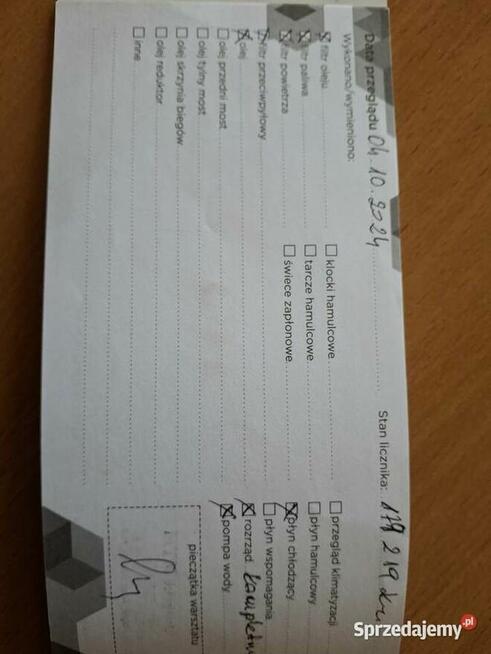 Data przeglądu 04.10.2024 Stan licznika: 179 219 km
Wykonano/wymieniono:
filtr oleju klocki hamulcowe przegląd klimatyzacji
filtr paliwa tarcze hamulcowe płyn hamulcowy
filtr powietrza świece zapłonowe płyn chłodzący
filtr przeciwpyłowy płyn wspomagania
olej rozrząd kompletny
olej przedni most pompa wody
olej tylny most
olej skrzynia biegów pieczątka warsztatu
olej reduktor
inne
Sprzedajemy.pl